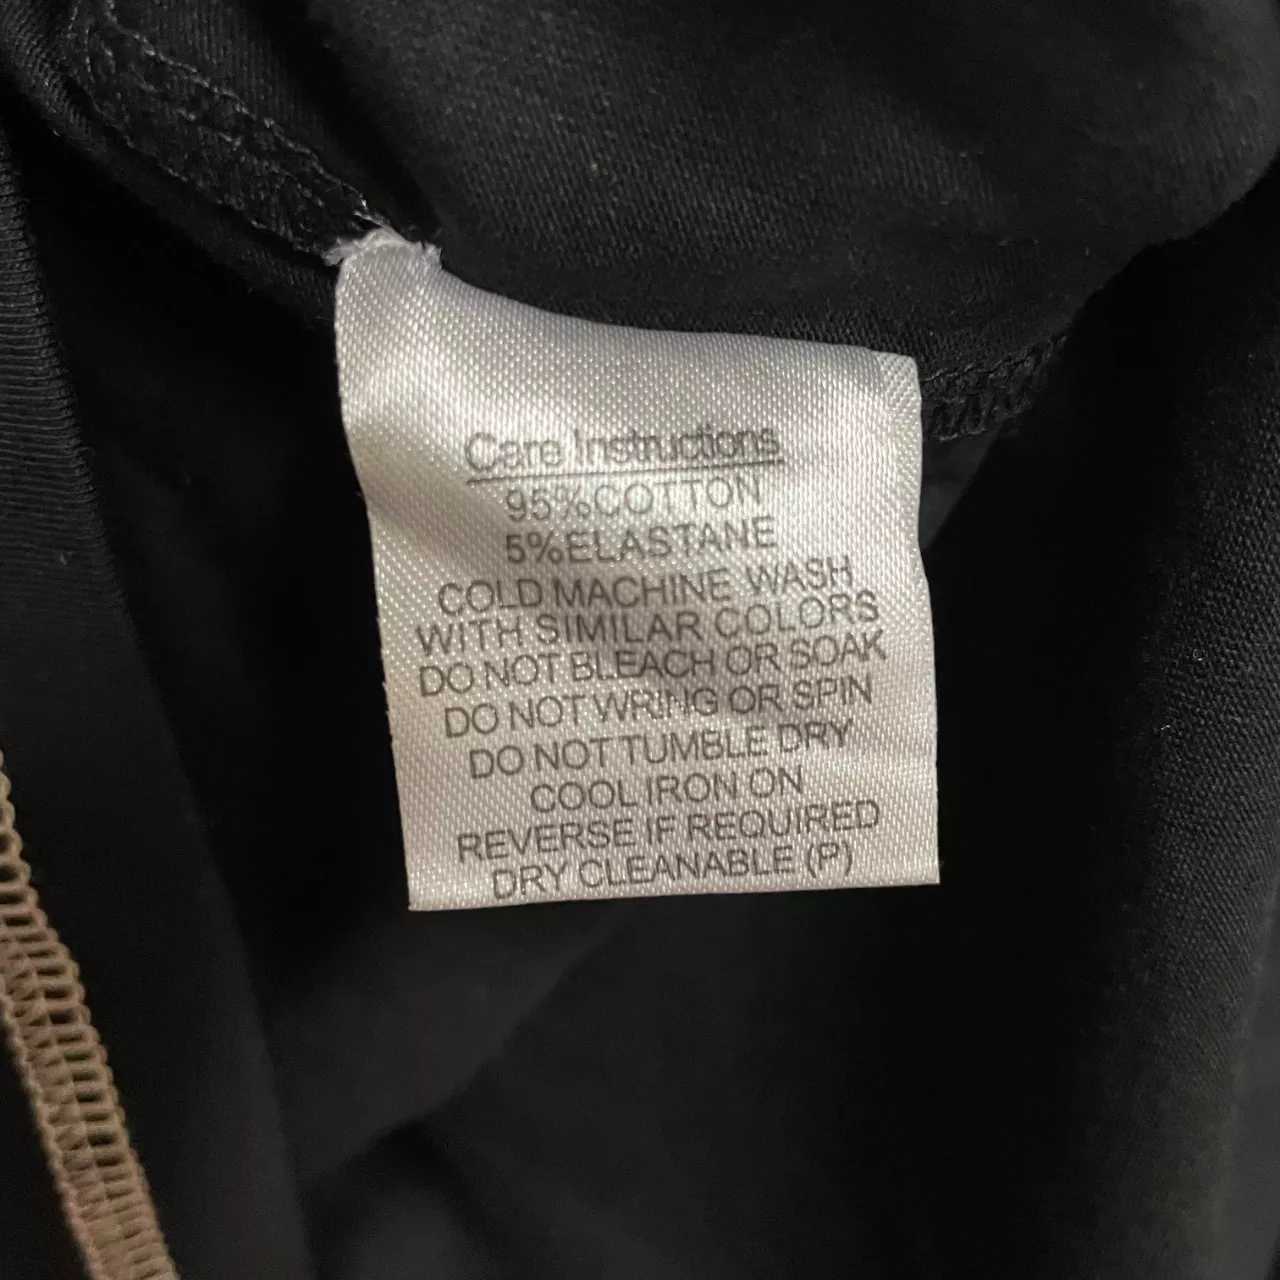 Care Instructions
95%COTTON
5%ELASTANE
COLD MACHINE WASH
WITH SIMILAR COLORS
DO NOT BLEACH OR SOAK
DO NOT WRING OR SPIN
DO NOT TUMBLE DRY
COOL IRON ON
REVERSE IF REQUIRED
DRY CLEANABLE (P)